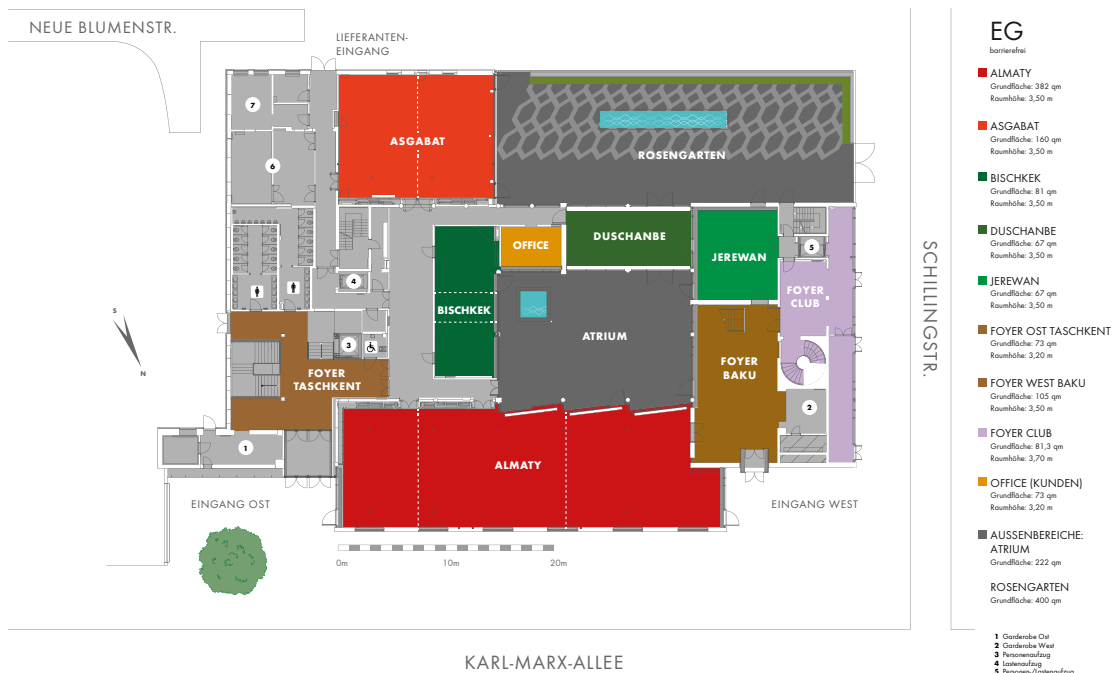 NEUE BLUMENSTR.
LIEFERANTEN-
EINGANG
7
6
ASGABAT
ROSENGARTEN
OFFICE
DUSCHANBE
JEREWAN
5
4
FOYER
CLUB
BISCHKEK
ATRIUM
S
N
3
FOYER
TASCHKENT
FOYER
BAKU
2
1
ALMATY
EINGANG OST
EINGANG WEST
0m
10m
20m
SCHILLINGSTR.
KARL-MARX-ALLEE
EG
barrierefrei
ALMATY
Grundfläche: 382 qm
Raumhöhe: 3,50 m
ASGABAT
Grundfläche: 160 qm
Raumhöhe: 3,50 m
BISCHKEK
Grundfläche: 81 qm
Raumhöhe: 3,50 m
DUSCHANBE
Grundfläche: 67 qm
Raumhöhe: 3,50 m
JEREWAN
Grundfläche: 67 qm
Raumhöhe: 3,50 m
FOYER OST TASCHKENT
Grundfläche: 73 qm
Raumhöhe: 3,20 m
FOYER WEST BAKU
Grundfläche: 105 qm
Raumhöhe: 3,50 m
FOYER CLUB
Grundfläche: 81,3 qm
Raumhöhe: 3,70 m
OFFICE (KUNDEN)
Grundfläche: 73 qm
Raumhöhe: 3,20 m
AUSSENBEREICHE:
ATRIUM
Grundfläche: 222 qm
ROSENGARTEN
Grundfläche: 400 qm
1 Garderobe Ost
2 Garderobe West
3 Personenaufzug
4 Lastenaufzug
5 Personen-/Lastenaufzug